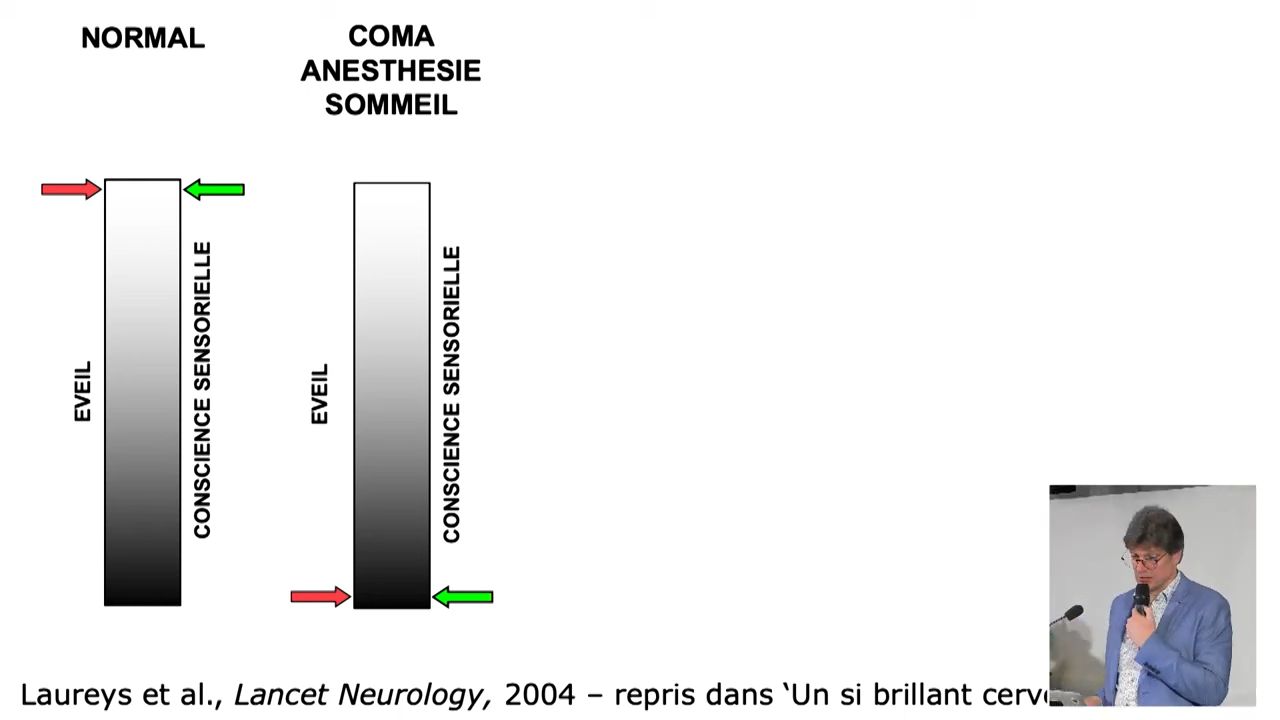 NORMAL
COMA
ANESTHESIE
SOMMEIL
EVEIL
CONSCIENCE SENSORIELLE
EVEIL
CONSCIENCE SENSORIELLE
Laureys et al., Lancet Neurology, 2004 – repris dans ‘Un si brillant